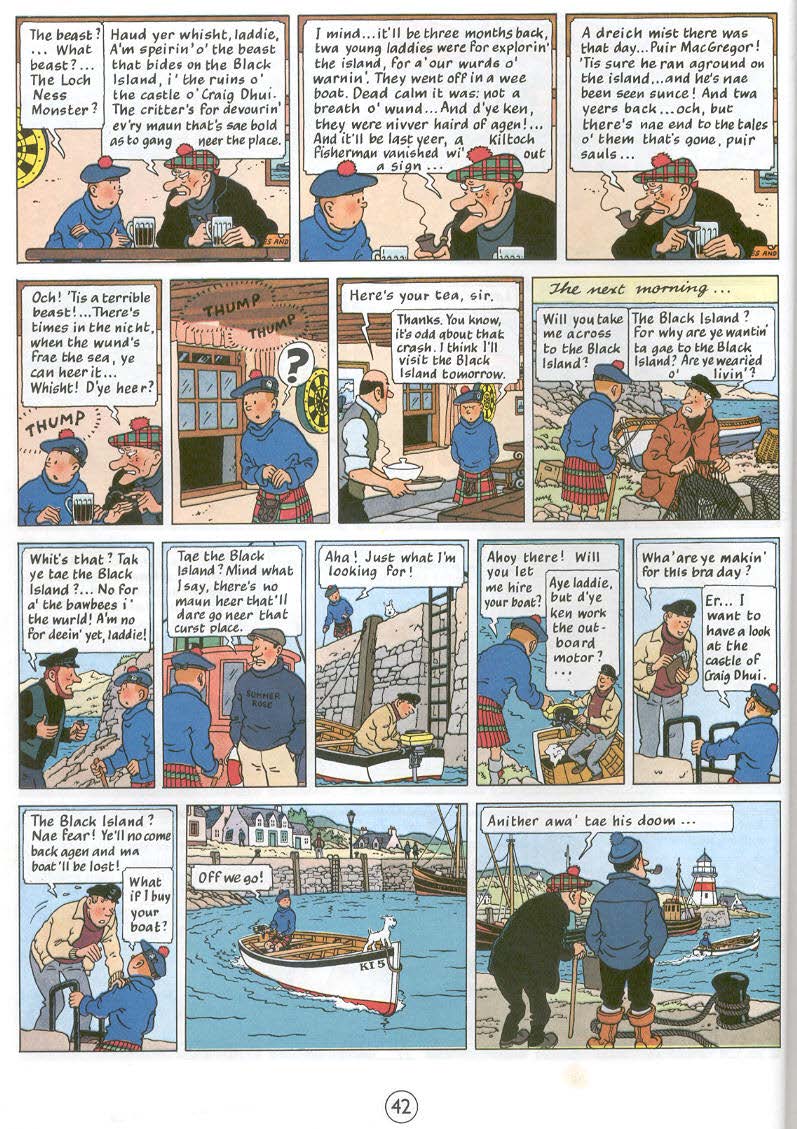 The beast?
... What
beast?...
The Loch
Ness
Monster?
Haud yer whisht, laddie,
A'm speirin' o' the beast
that bides on the Black
Island, i' the ruins o'
the castle o' Craig Dhui.
The critter's for devourin'
ev'ry maun that's sae bold
as to gang neer the place.
ES AND
I mind...it'll be three months back,
twa young laddies were for explorin'
the island, for a' our wurds o'
warnin'. They went off in a wee
boat. Dead calm it was: not a
breath o' wund...And d'ye ken,
they were nivver haird of agen!...
And it'll be last yeer, a Kiltoch
fisherman vanished wi' out
a sign ...
A dreich mist there was
that day... Puir MacGregor!
'Tis sure he ran aground on
the island...and he's nae
been seen sunce! And twa
yeers back...och, but
there's nae end to the tales
o' them that's gone, puir
sauls...
ES AND
Och! 'Tis a terrible
beast!...There's
times in the nicht,
when the wund's
frae the sea, ye
can heer it...
Whisht! D'ye heer?
THUMP
THUMP
THUMP
?
Here's your tea, sir.
Thanks. You know,
it's odd about that
crash. I think I'll
visit the Black
Island tomorrow.
The next morning ...
Will you take
me across
to the Black
Island?
The Black Island?
For why are ye wantin'
ta gae to the Black
Island? Are ye wearied
o' livin'?
Whit's that? Tak
ye tae the Black
Island?... No for
a' the bawbees i'
the wurld! A'm no
for deein' yet, laddie!
Tae the Black
Island? Mind what
I say, there's no
maun heer that'll
dare go neer that
curst place.
SUMMER
ROSE
Aha! Just what I'm
looking for!
Ahoy there! Will
you let
me hire
your boat?
Aye laddie,
but d'ye
ken work
the out-
board
motor?
...
Wha' are ye makin'
for this bra day?
Er... I
want to
have a look
at the
castle of
Craig Dhui.
The Black Island?
Nae fear! Ye'll no come
back agen and ma
boat'll be lost!
What
if I buy
your
boat?
Off we go!
KI 5
Anither awa' tae his doom ...
42